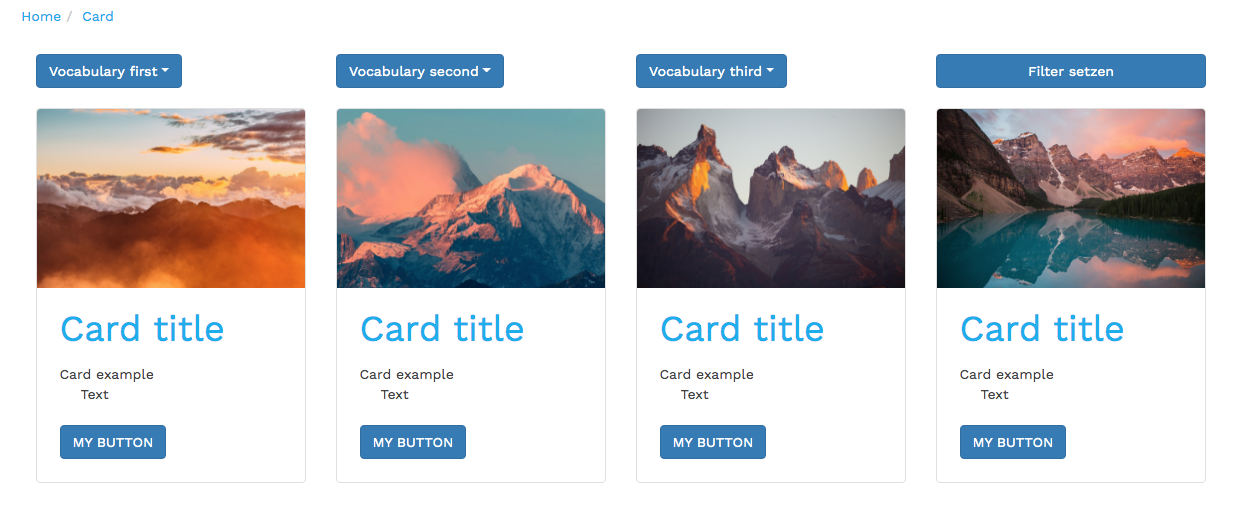 Home / Card
Vocabulary first Vocabulary second Vocabulary third Filter setzen
Card title Card title Card title Card title
Card example Card example Card example Card example
Text Text Text Text
MY BUTTON MY BUTTON MY BUTTON MY BUTTON